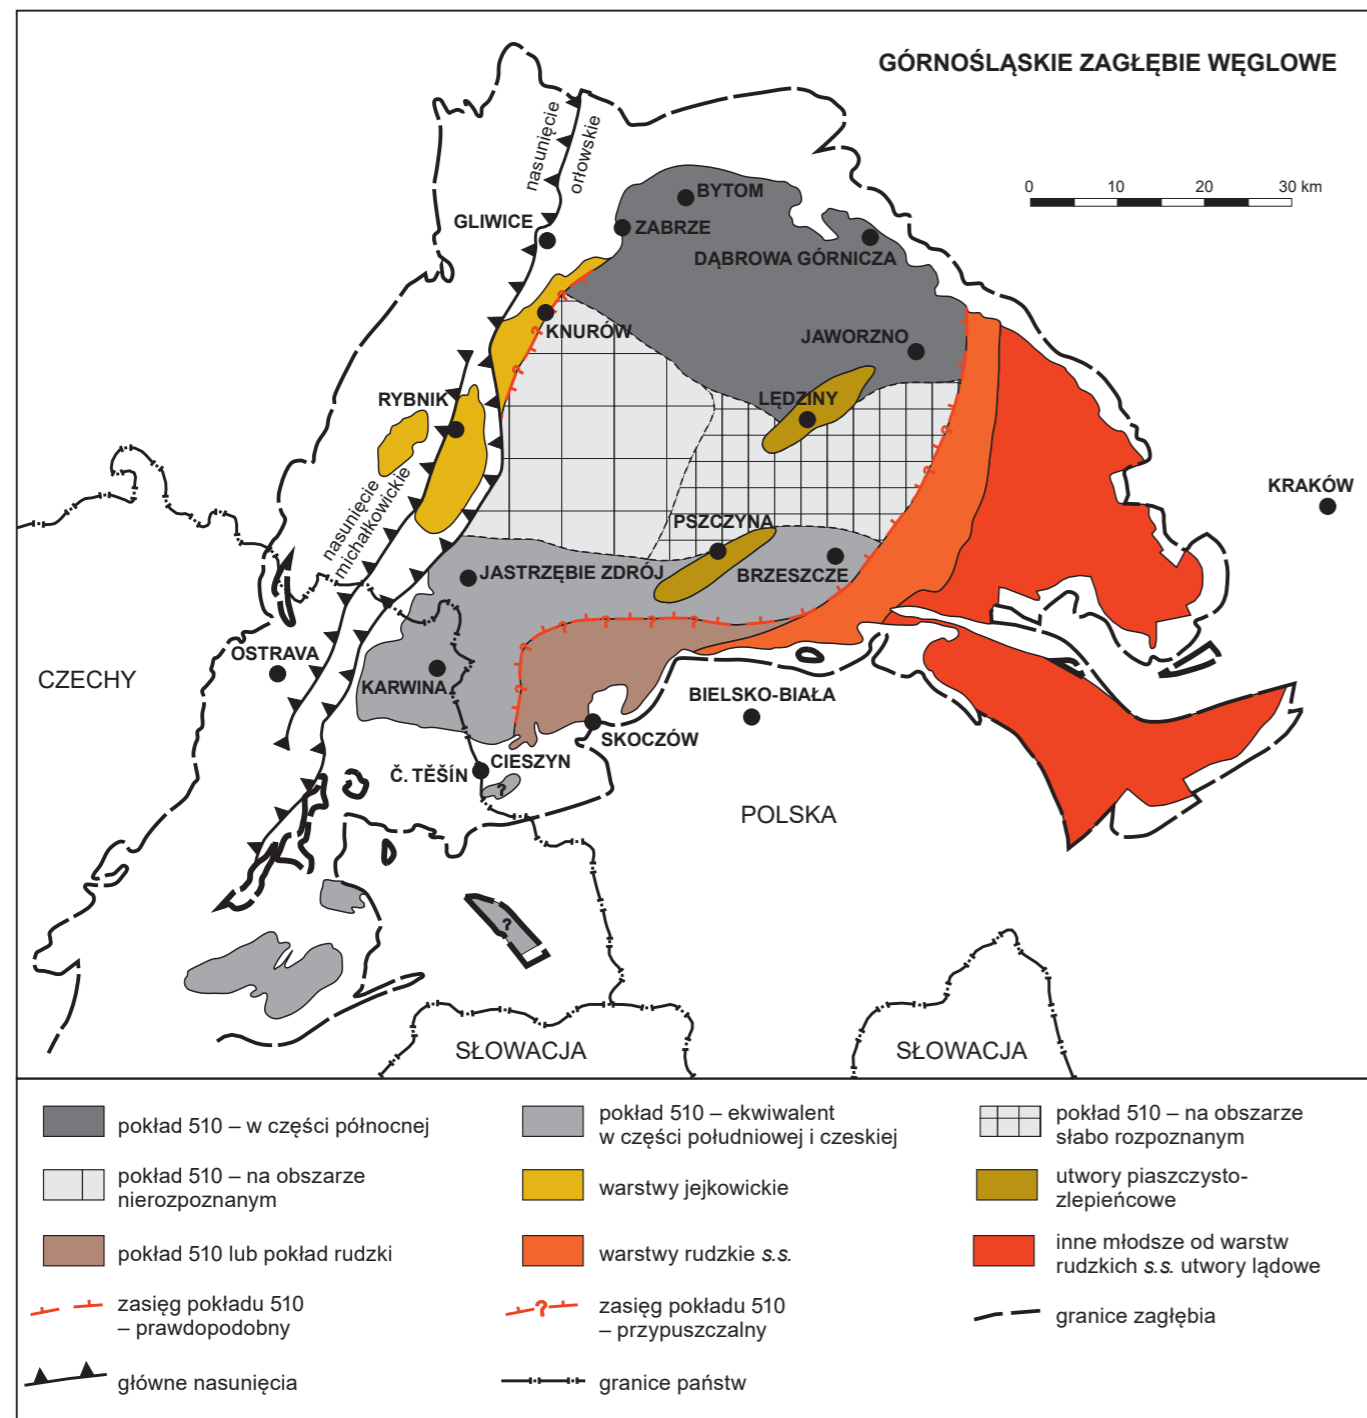 GÓRNOŚLĄSKIE ZAGŁĘBIE WĘGLOWE
0 10 20 30 km
nasunięcie
orłowskie
BYTOM
GLIWICE
ZABRZE
DĄBROWA GÓRNICZA
KNURÓW
JAWORZNO
RYBNIK
LĘDZINY
KRAKÓW
nasunięcie
michałkowickie
PSZCZYNA
JASTRZĘBIE ZDRÓJ
BRZESZCZE
OSTRAVA
CZECHY
KARWINA
BIELSKO-BIAŁA
SKOCZÓW
CIESZYN
Č. TĚŠÍN
?
POLSKA
?
SŁOWACJA
SŁOWACJA
pokład 510 – w części północnej
pokład 510 – ekwiwalent
w części południowej i czeskiej
pokład 510 – na obszarze
słabo rozpoznanym
pokład 510 – na obszarze
nierozpoznanym
warstwy jejkowickie
utwory piaszczysto-
zlepieńcowe
pokład 510 lub pokład rudzki
warstwy rudzkie s.s.
inne młodsze od warstw
rudzkich s.s. utwory lądowe
zasięg pokładu 510
– prawdopodobny
?
zasięg pokładu 510
– przypuszczalny
granice zagłębia
główne nasunięcia
granice państw